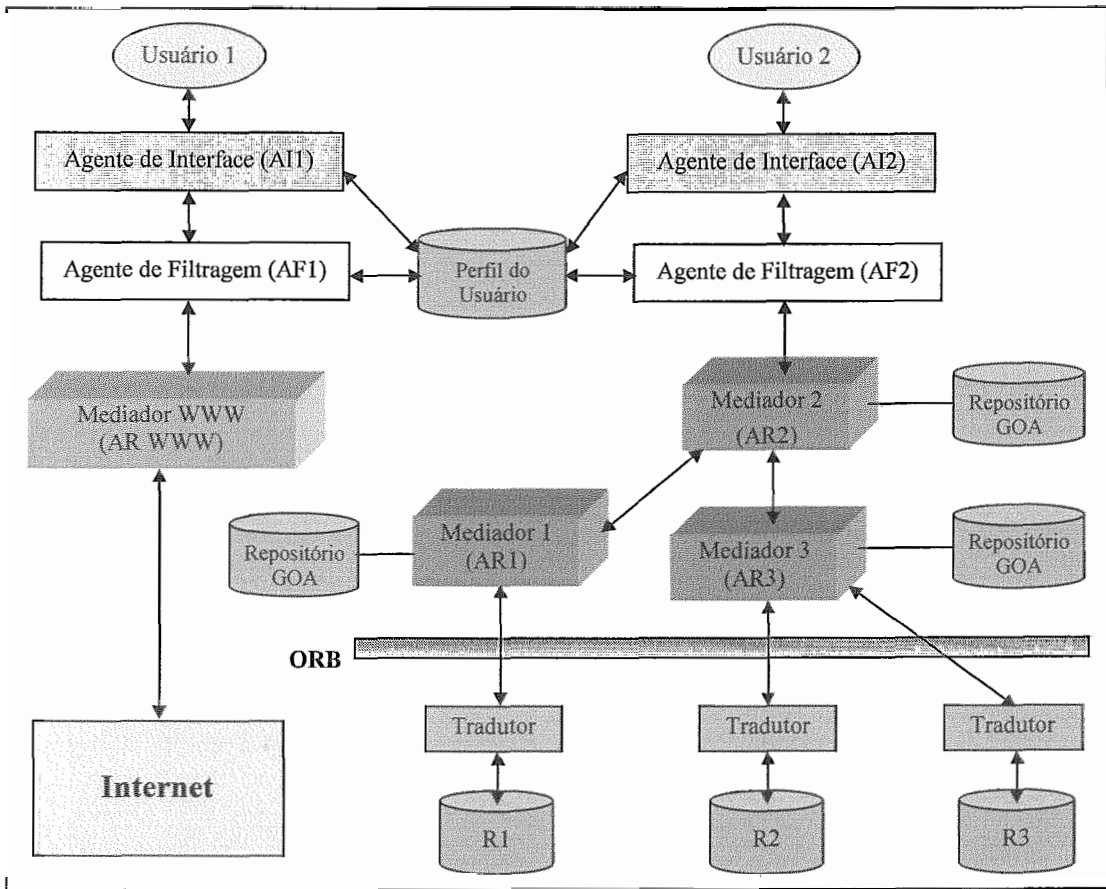 Usuário 1
Usuário 2
Agente de Interface (AI1)
Agente de Interface (AI2)
Agente de Filtragem (AF1)
Perfil do
Usuário
Agente de Filtragem (AF2)
Mediador WWW
(AR WWW)
Mediador 2
(AR2)
Repositório
GOA
Repositório
GOA
Mediador 1
(AR1)
Mediador 3
(AR3)
Repositório
GOA
ORB
Tradutor
Tradutor
Tradutor
Internet
R1
R2
R3